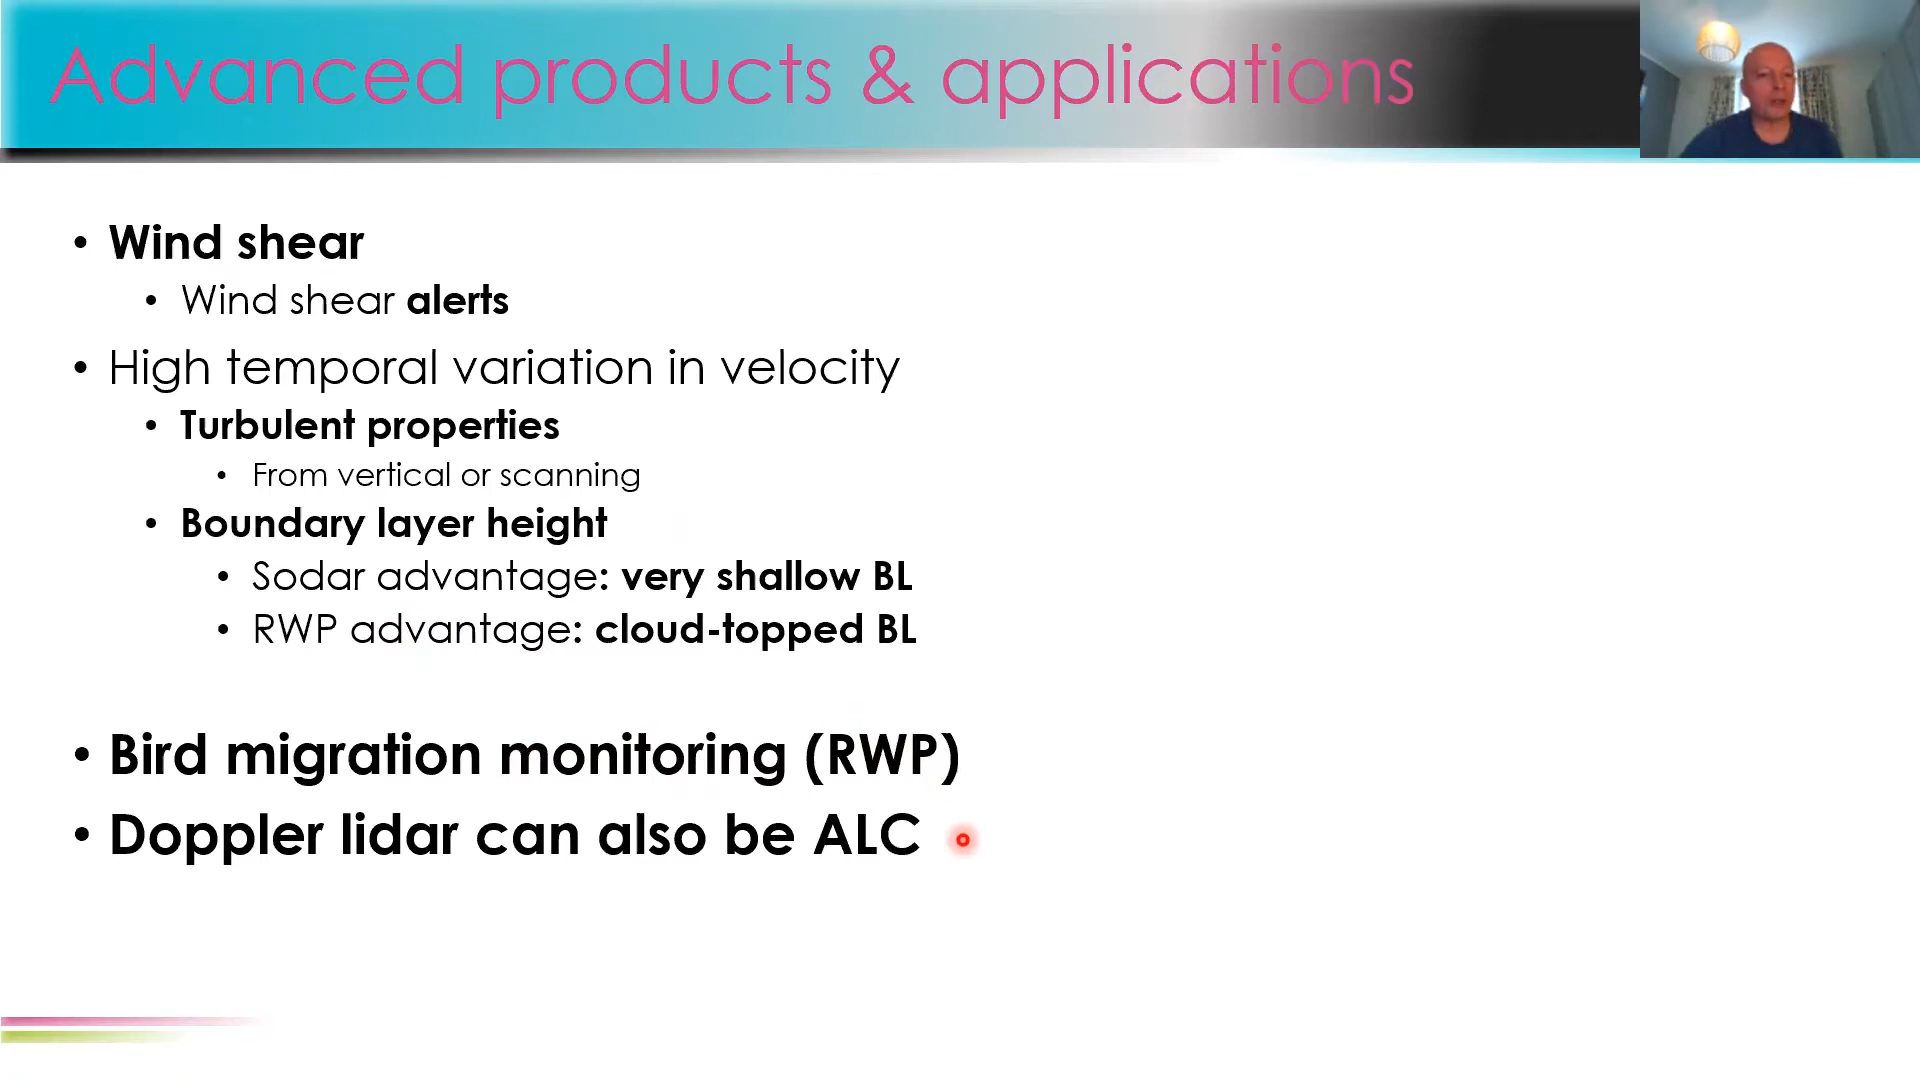 Advanced products & applications
• Wind shear
• Wind shear alerts
• High temporal variation in velocity
• Turbulent properties
• From vertical or scanning
• Boundary layer height
• Sodar advantage: very shallow BL
• RWP advantage: cloud-topped BL
• Bird migration monitoring (RWP)
• Doppler lidar can also be ALC